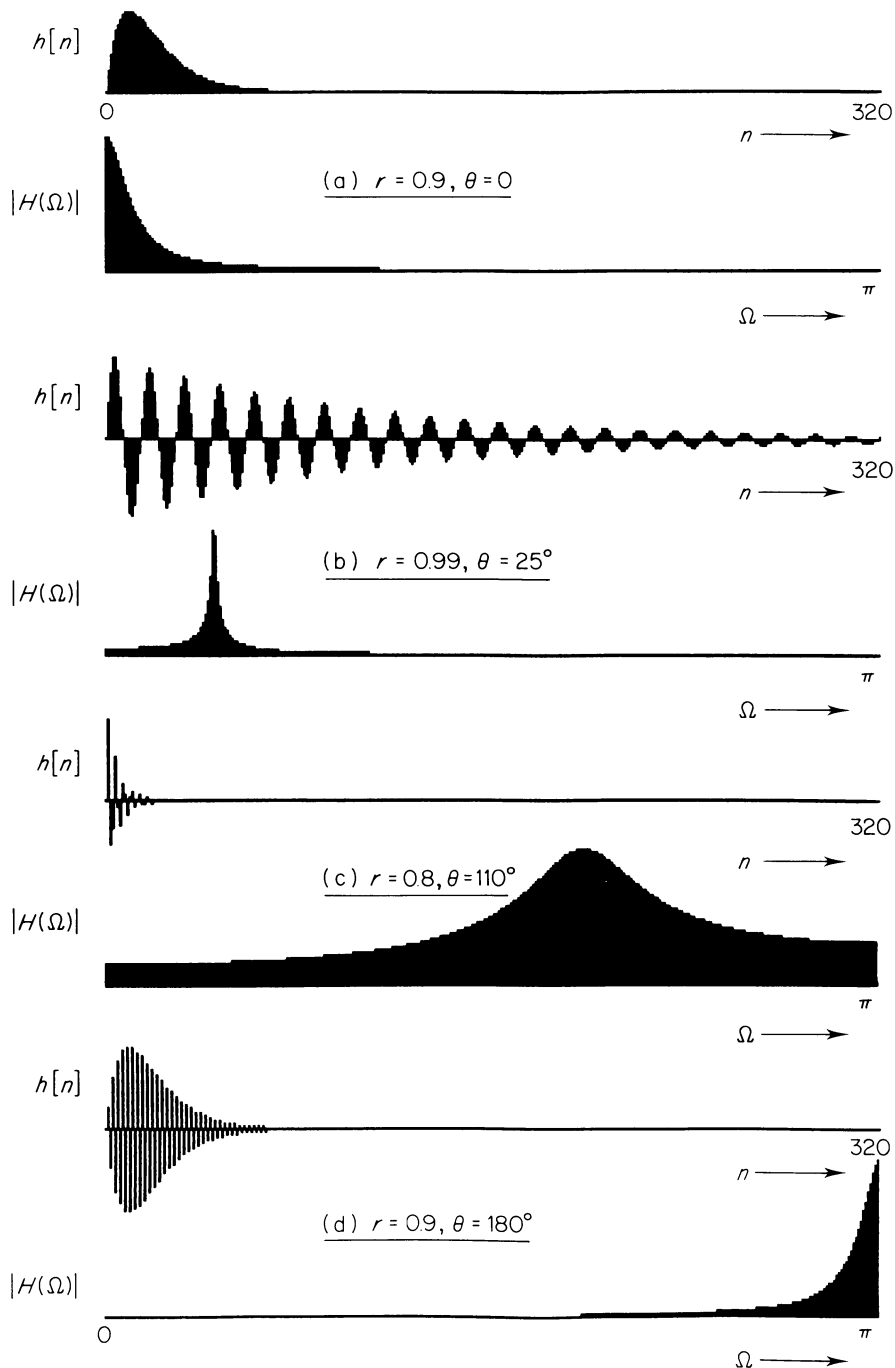 h[n]
0
320
n
|H(Ω)|
(a) r = 0.9, θ = 0
π
Ω
h[n]
320
n
|H(Ω)|
(b) r = 0.99, θ = 25°
π
Ω
h[n]
320
n
|H(Ω)|
(c) r = 0.8, θ = 110°
π
Ω
h[n]
320
n
|H(Ω)|
(d) r = 0.9, θ = 180°
0
π
Ω